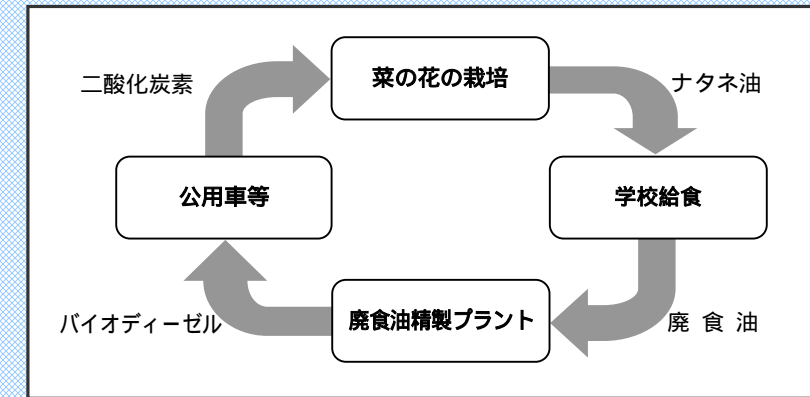 菜の花の栽培
二酸化炭素
ナタネ油
公用車等
学校給食
廃食油精製プラント
バイオディーゼル
廃 食 油